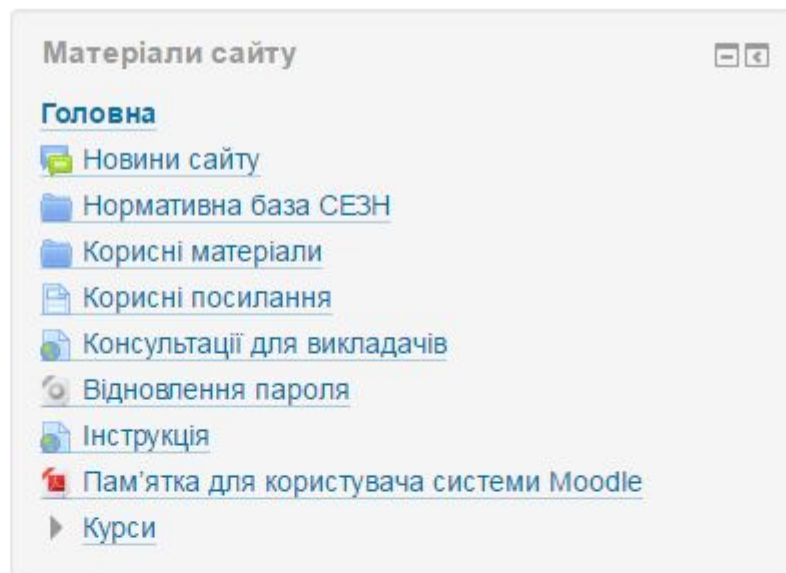 Матеріали сайту
Головна
Новини сайту
Нормативна база СЕЗН
Корисні матеріали
Корисні посилання
Консультації для викладачів
Відновлення пароля
Інструкція
Пам'ятка для користувача системи Moodle
Курси